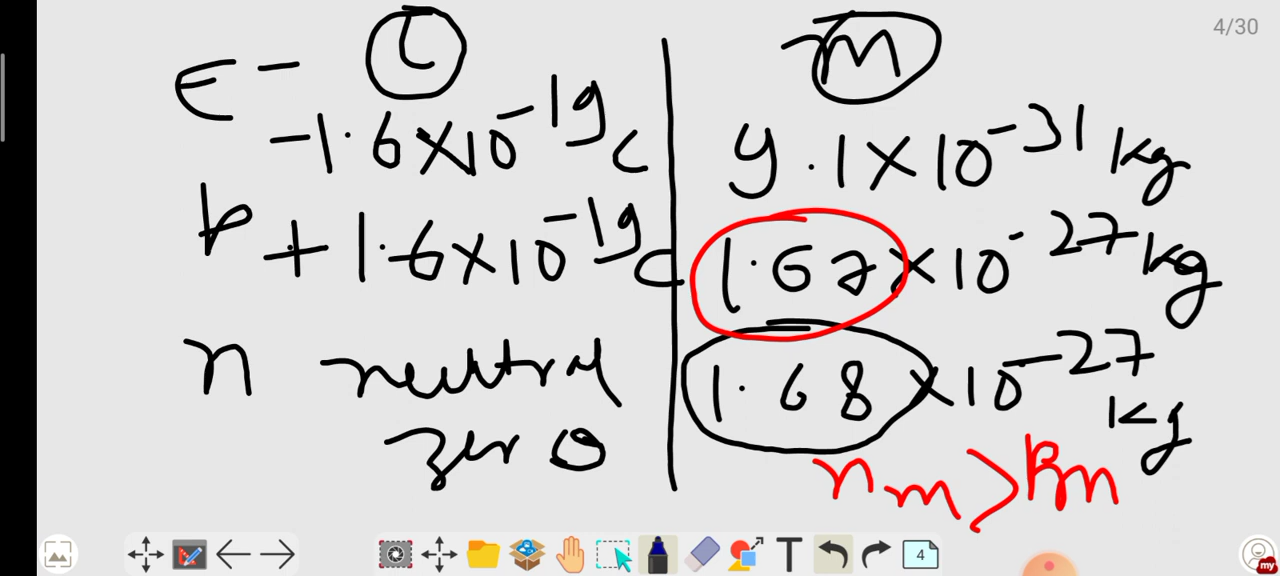 4/30
e - C m
-1.6×10⁻¹⁹ C 9.1×10⁻³¹ kg
p +1.6×10⁻¹⁹ C 1.67×10⁻²⁷ kg
n neutral 1.68×10⁻²⁷ kg
zero
nm > Pm
T 4
my